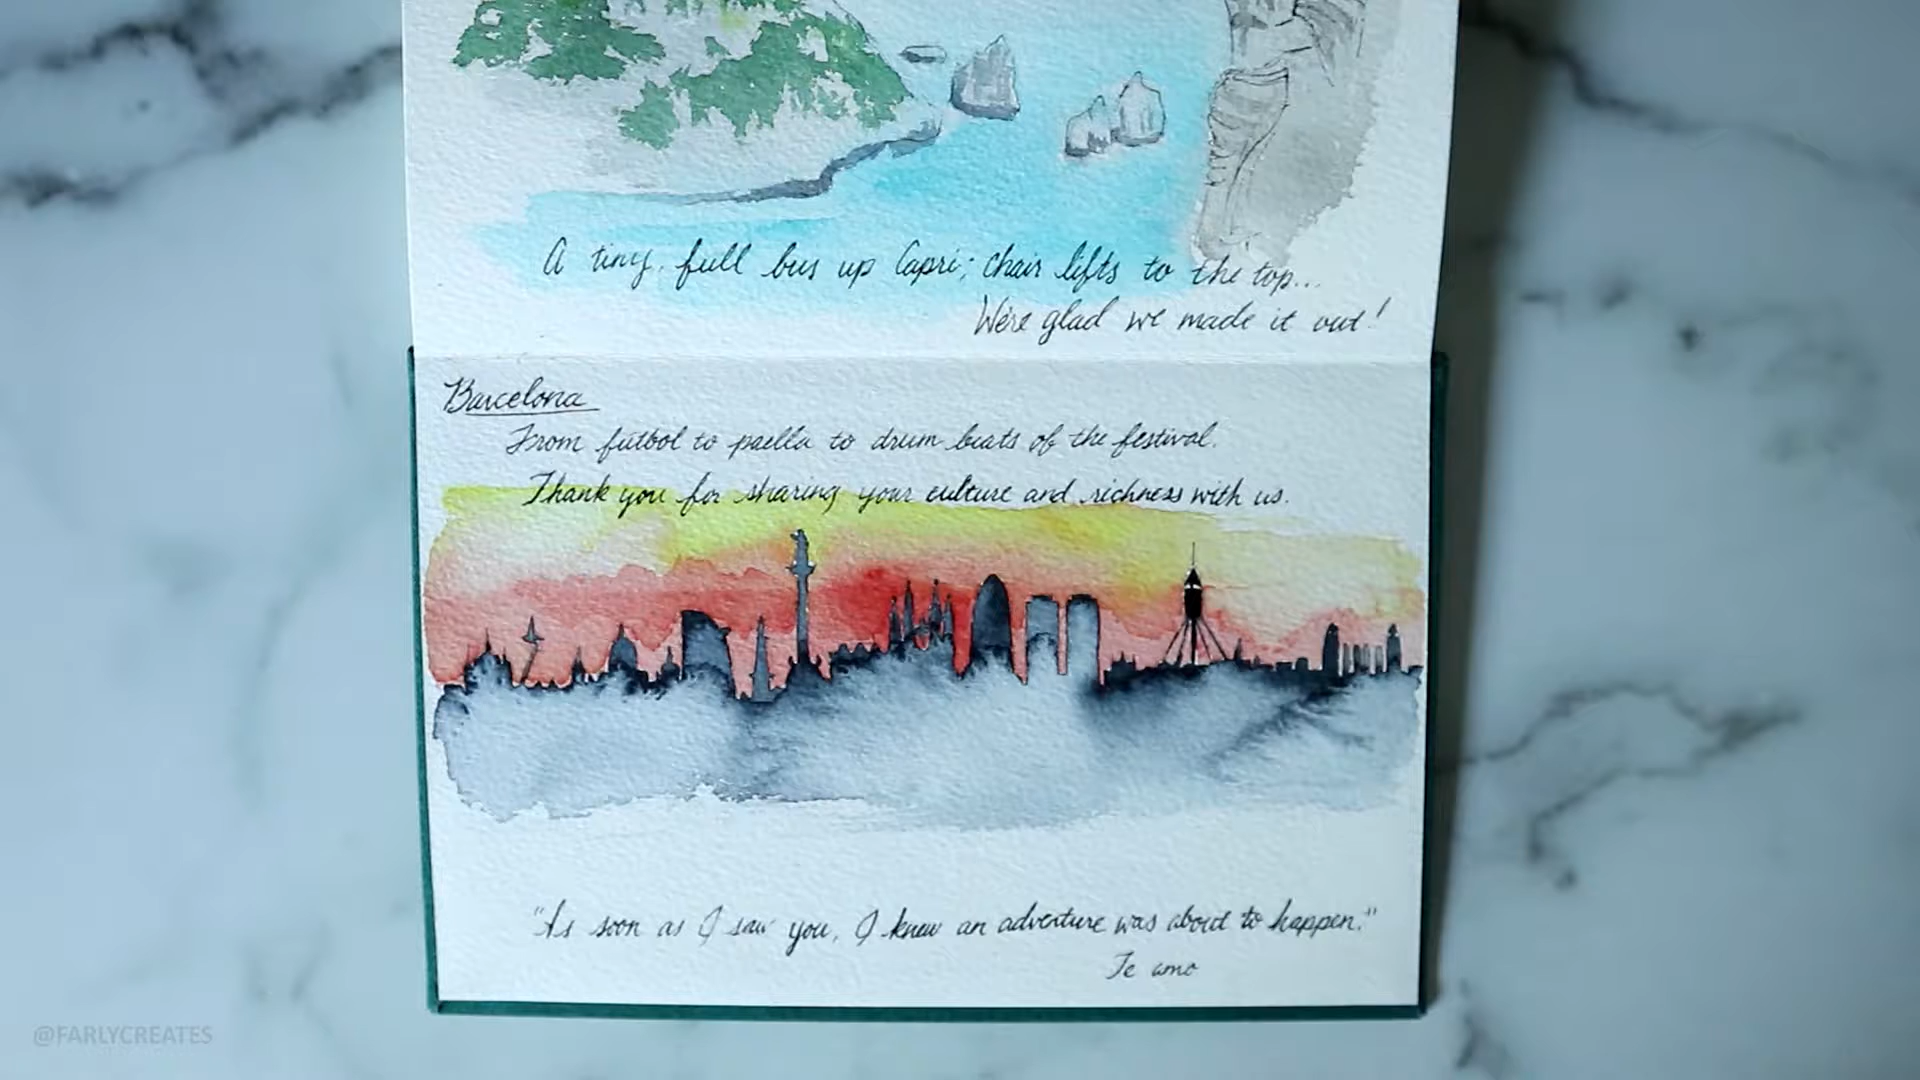 A tiny, full bus up Capri; Chair lifts to the top...
We're glad we made it out!
Barcelona
From fútbol to paella to drum beats of the festival.
Thank you for sharing your culture and richness with us.
"As soon as I saw you, I knew an adventure was about to happen."
Te amo
@FARLYCREATES